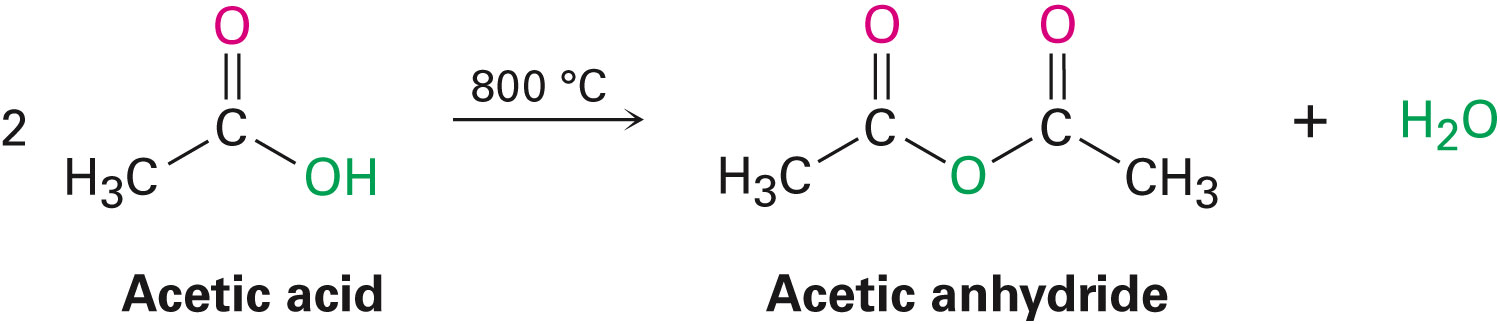 O O O
800 °C
2 H₃C C OH H₃C C O C CH₃ + H₂O
Acetic acid Acetic anhydride